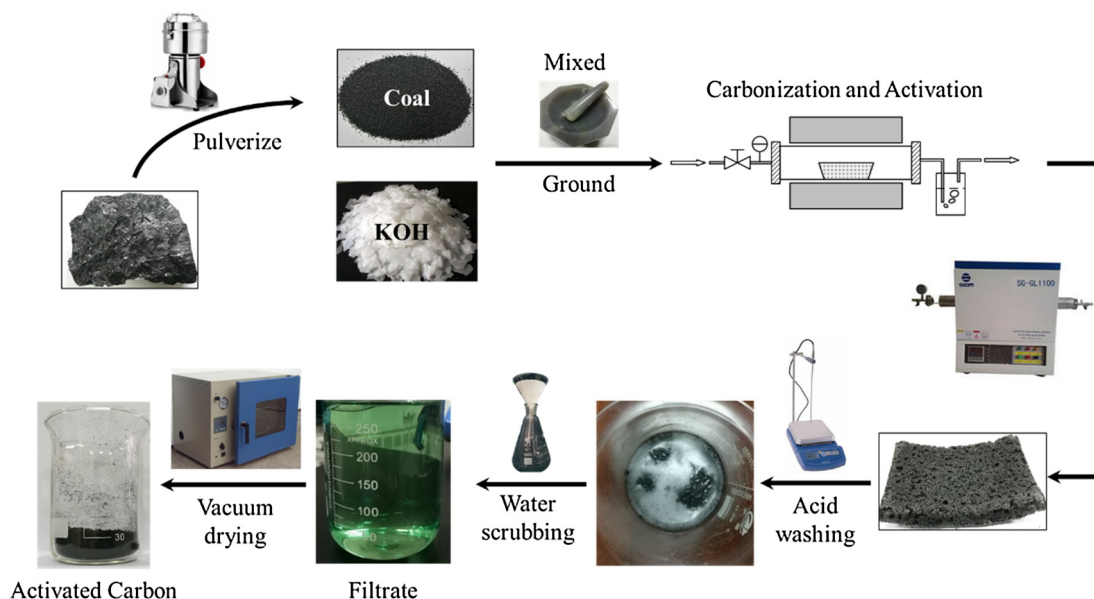 Coal
Mixed
Carbonization and Activation
Pulverize
Ground
KOH
SG-GL1100
250
APPROX
200
150
100
30
Vacuum
drying
Water
scrubbing
Acid
washing
Activated Carbon
Filtrate